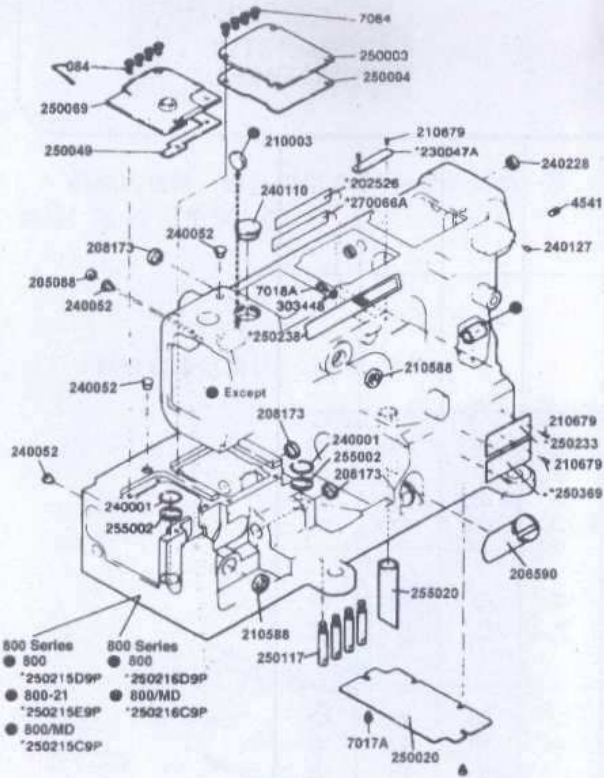 7084
084
250003
250004
250069
250049
210003
210679
*230047A
240228
240110
*202526
*270066A
4541
208173
240052
205088
240052
240127
7018A
303448
*250238
210588
● Except
240052
208173
240001
255002
208173
210679
250233
210679
*250369
240052
240001
255002
206590
255020
210588
250117
800 Series
● 800
*250215D9P
● 800-21
*250215E9P
● 800/MD
*250215C9P
800 Series
● 800
*250216D9P
● 800/MD
*250216C9P
7017A
250020